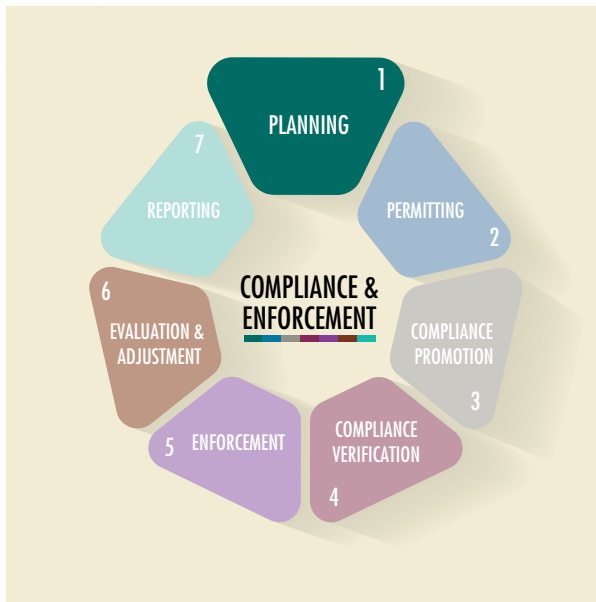 1
PLANNING
PERMITTING
2
COMPLIANCE
PROMOTION
3
COMPLIANCE
VERIFICATION
4
ENFORCEMENT
5
6
EVALUATION &
ADJUSTMENT
7
REPORTING
COMPLIANCE &
ENFORCEMENT